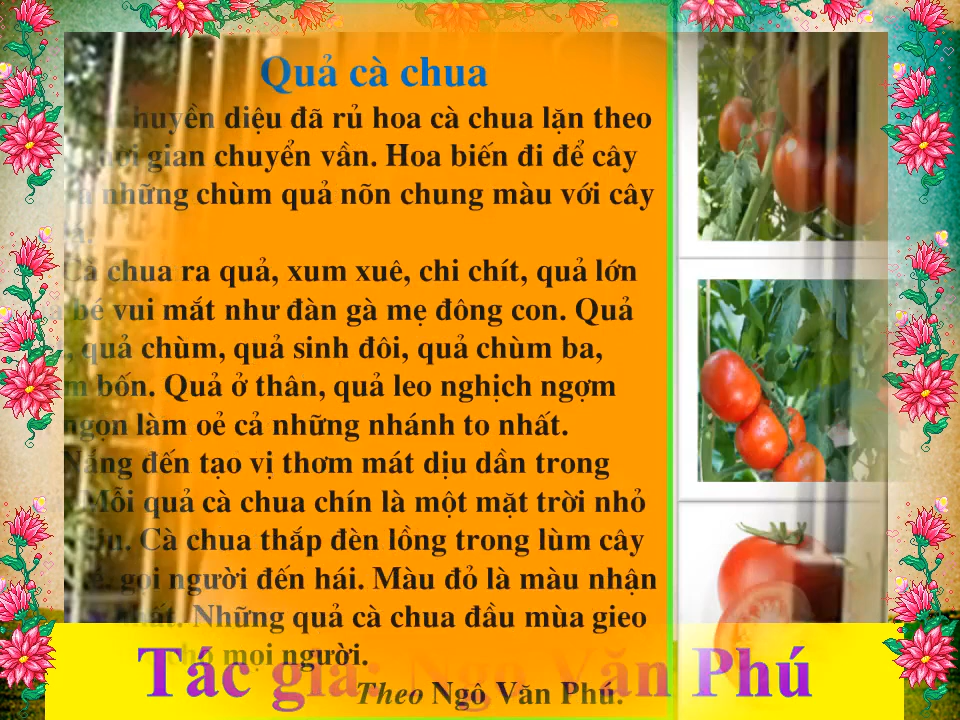 Quả cà chua
huyền diệu đã rủ hoa cà chua lặn theo
gian chuyển vần. Hoa biến đi để cây
những chùm quả nõn chung màu với cây
Cà chua ra quả, xum xuê, chi chít, quả lớn
bé vui mắt như đàn gà mẹ đông con. Quả
quả chùm, quả sinh đôi, quả chùm ba,
bốn. Quả ở thân, quả leo nghịch ngợm
ngọn làm oẻ cả những nhánh to nhất.
Nắng đến tạo vị thơm mát dịu dần trong
Mỗi quả cà chua chín là một mặt trời nhỏ
Cà chua thắp đèn lồng trong lùm cây
gọi người đến hái. Màu đỏ là màu nhận
nhất. Những quả cà chua đầu mùa gieo
cho mọi người.
Tác giả: Ngô Văn Phú
Theo Ngô Văn Phú.